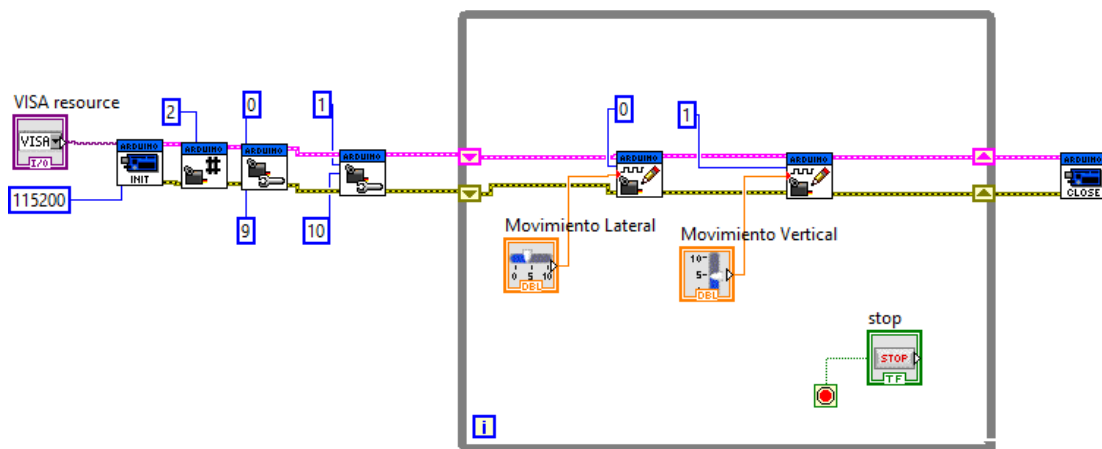 VISA resource
VISA
I/O
115200
ARDUINO
INIT
2
ARDUINO
#
0
ARDUINO
9
1
ARDUINO
10
0
ARDUINO
1
ARDUINO
Movimiento Lateral
0 5 10
DBL
Movimiento Vertical
10-
5-
DBL
stop
STOP
TF
i
ARDUINO
CLOSE